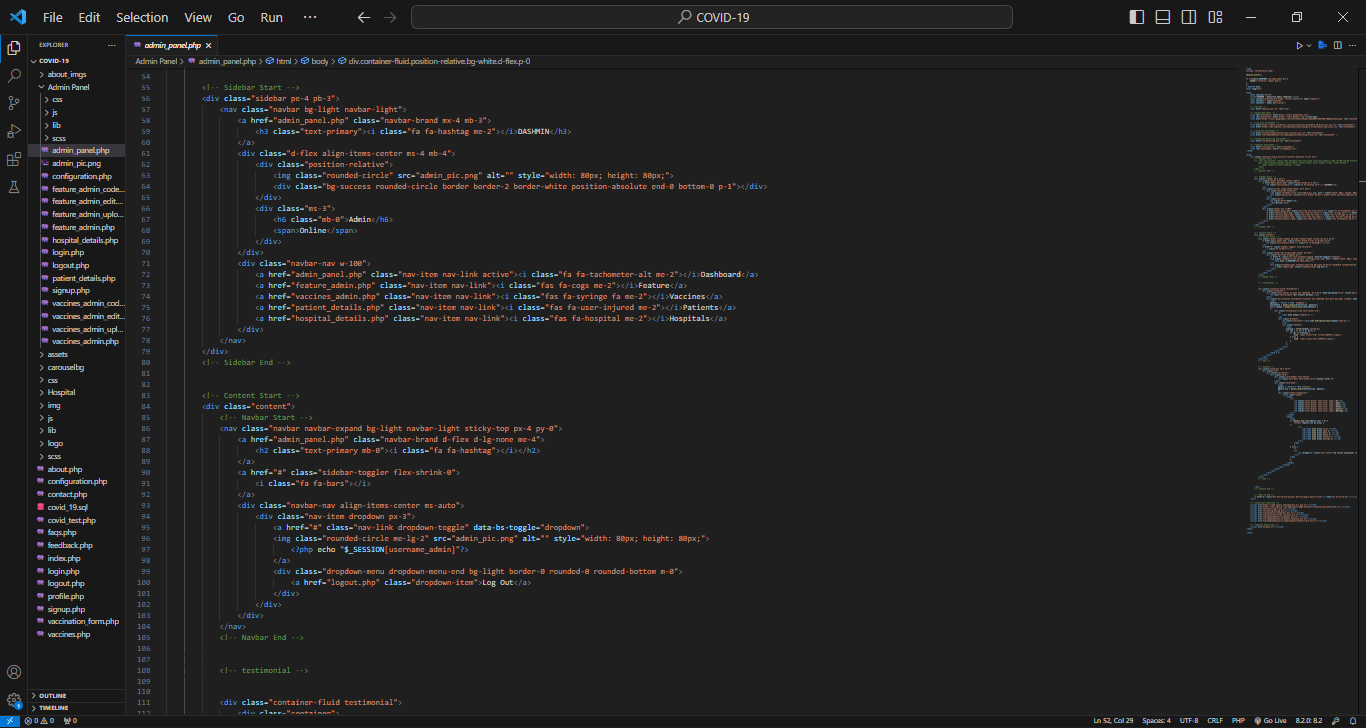 File Edit Selection View Go Run ··· COVID-19
EXPLORER ···
COVID-19
about_imgs
Admin Panel
css
js
lib
scss
admin_panel.php
admin_pic.png
configuration.php
feature_admin_code...
feature_admin_edit....
feature_admin_uplo...
feature_admin.php
hospital_details.php
login.php
logout.php
patient_details.php
signup.php
vaccines_admin_cod...
vaccines_admin_edit...
vaccines_admin_upl...
vaccines_admin.php
assets
carouselbg
css
Hospital
img
js
lib
logo
scss
about.php
configuration.php
contact.php
covid_19.sql
covid_test.php
faqs.php
feedback.php
index.php
login.php
logout.php
profile.php
signup.php
vaccination_form.php
vaccines.php
OUTLINE
TIMELINE
admin_panel.php ×
Admin Panel > admin_panel.php > html > body > div.container-fluid.position-relative.bg-white.d-flex.p-0
54
55 <!-- Sidebar Start -->
56 <div class="sidebar pe-4 pb-3">
57 <nav class="navbar bg-light navbar-light">
58 <a href="admin_panel.php" class="navbar-brand mx-4 mb-3">
59 <h3 class="text-primary"><i class="fa fa-hashtag me-2"></i>DASHMIN</h3>
60 </a>
61 <div class="d-flex align-items-center ms-4 mb-4">
62 <div class="position-relative">
63 <img class="rounded-circle" src="admin_pic.png" alt="" style="width: 80px; height: 80px;">
64 <div class="bg-success rounded-circle border border-2 border-white position-absolute end-0 bottom-0 p-1"></div>
65 </div>
66 <div class="ms-3">
67 <h6 class="mb-0">Admin</h6>
68 <span>Online</span>
69 </div>
70 </div>
71 <div class="navbar-nav w-100">
72 <a href="admin_panel.php" class="nav-item nav-link active"><i class="fa fa-tachometer-alt me-2"></i>Dashboard</a>
73 <a href="feature_admin.php" class="nav-item nav-link"><i class="fas fa-cogs me-2"></i>Feature</a>
74 <a href="vaccines_admin.php" class="nav-item nav-link"><i class="fas fa-syringe fa me-2"></i>Vaccines</a>
75 <a href="patient_details.php" class="nav-item nav-link"><i class="fas fa-user-injured me-2"></i>Patients</a>
76 <a href="hospital_details.php" class="nav-item nav-link"><i class="fas fa-hospital me-2"></i>Hospitals</a>
77 </div>
78 </nav>
79 </div>
80 <!-- Sidebar End -->
81
82
83 <!-- Content Start -->
84 <div class="content">
85 <!-- Navbar Start -->
86 <nav class="navbar navbar-expand bg-light navbar-light sticky-top px-4 py-0">
87 <a href="admin_panel.php" class="navbar-brand d-flex d-lg-none me-4">
88 <h2 class="text-primary mb-0"><i class="fa fa-hashtag"></i></h2>
89 </a>
90 <a href="#" class="sidebar-toggler flex-shrink-0">
91 <i class="fa fa-bars"></i>
92 </a>
93 <div class="navbar-nav align-items-center ms-auto">
94 <div class="nav-item dropdown px-3">
95 <a href="#" class="nav-link dropdown-toggle" data-bs-toggle="dropdown">
96 <img class="rounded-circle me-lg-2" src="admin_pic.png" alt="" style="width: 80px; height: 80px;">
97 <?php echo "$_SESSION[username_admin]"?>
98 </a>
99 <div class="dropdown-menu dropdown-menu-end bg-light border-0 rounded-0 rounded-bottom m-0">
100 <a href="logout.php" class="dropdown-item">Log Out</a>
101 </div>
102 </div>
103 </div>
104 </nav>
105 <!-- Navbar End -->
106
107
108 <!-- testimonial -->
109
110
111 <div class="container-fluid testimonial">
112 <div class="container">
0 0 0 Ln 52, Col 29 Spaces: 4 UTF-8 CRLF PHP Go Live 8.2.0: 8.2